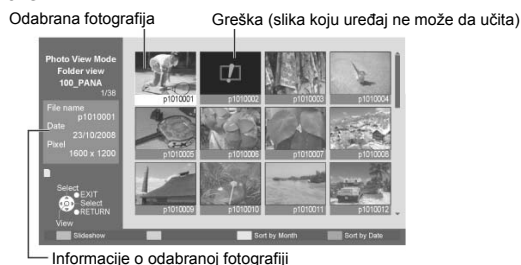 Odabrana fotografija
Greška (slika koju uređaj ne može da učita)
Photo View Mode
Folder view
100_PANA
1/38
File name
p1010001
Date
23/10/2008
Pixel
1600 x 1200
Select
EXIT
Select
RETURN
View
p1010001
p1010002
p1010003
p1010004
p1010005
p1010006
p1010007
p1010008
p1010009
p1010010
p1010011
p1010012
Slideshow
Sort by Month
Sort by Date
Informacije o odabranoj fotografiji